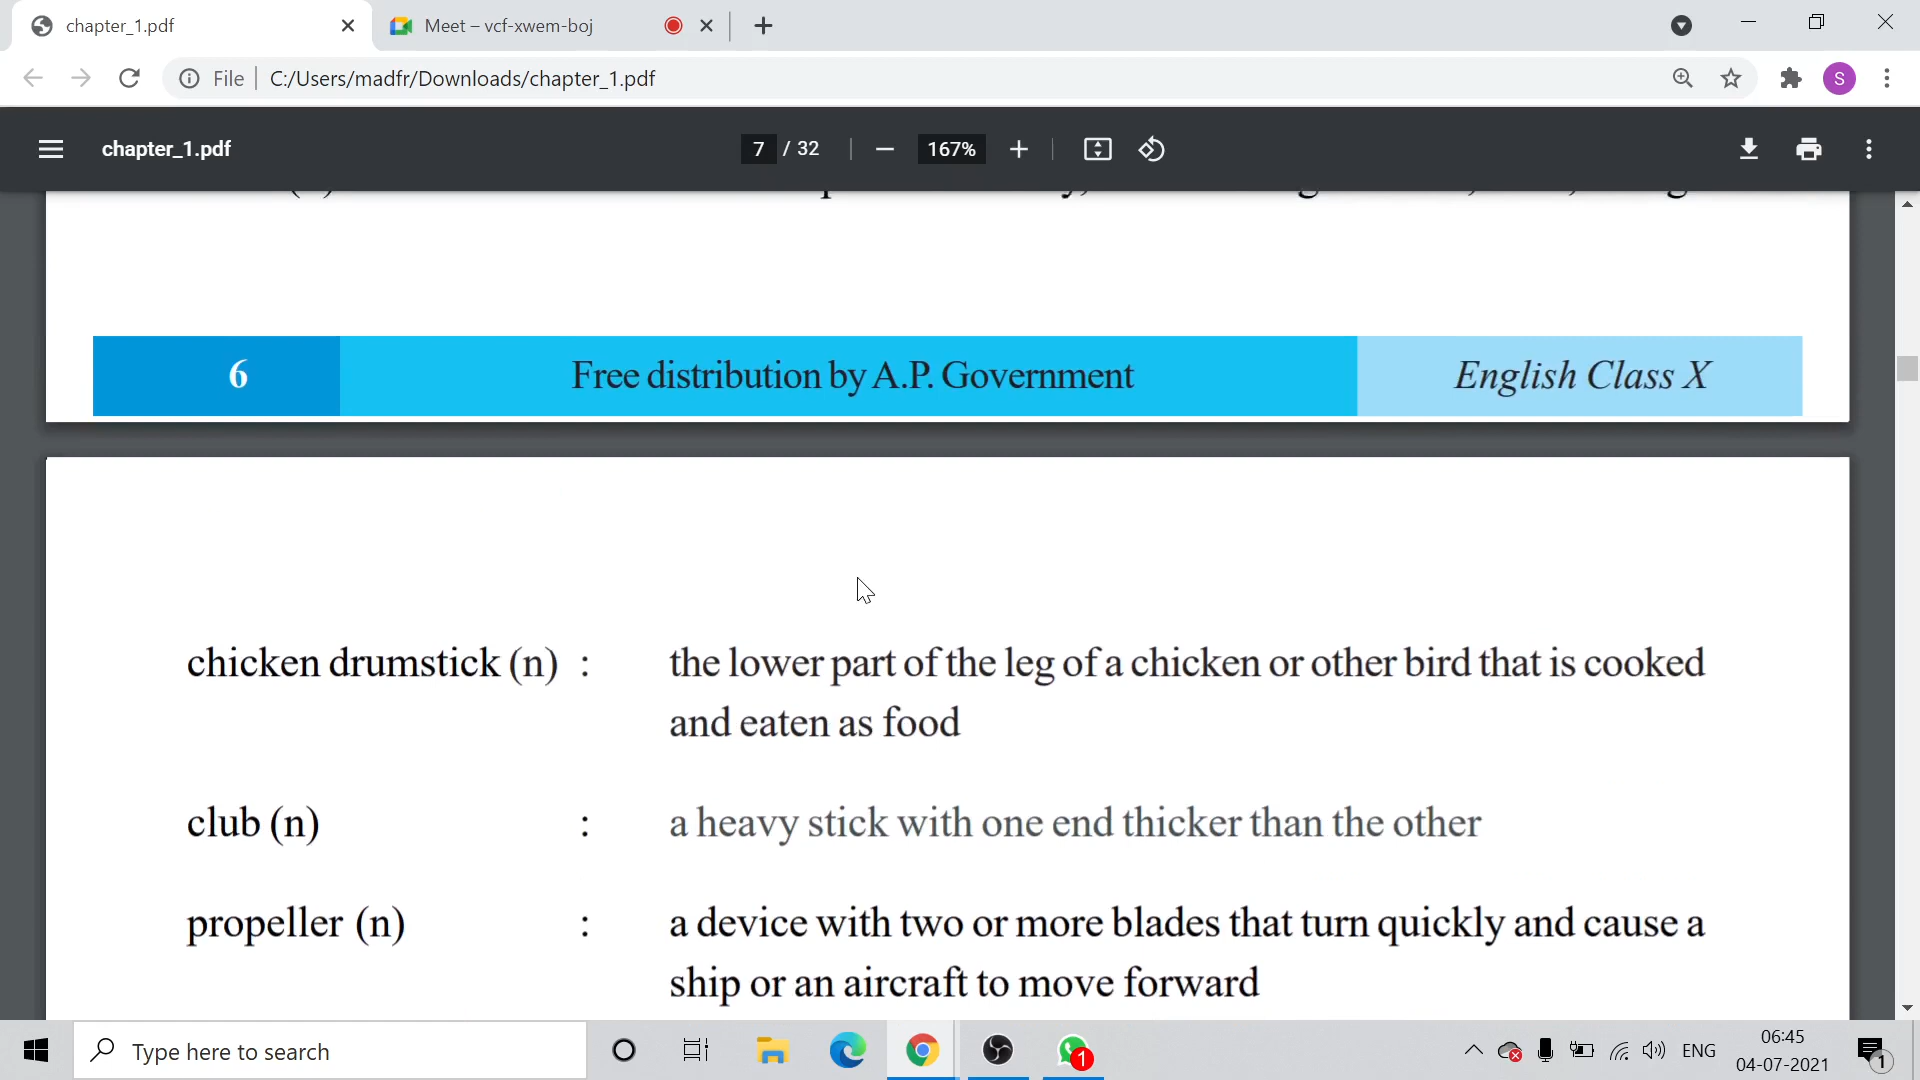 chapter_1.pdf
Meet – vcf-xwem-boj
File
C:/Users/madfr/Downloads/chapter_1.pdf
S
chapter_1.pdf
7 / 32
167%
6
Free distribution by A.P. Government
English Class X
chicken drumstick (n) : the lower part of the leg of a chicken or other bird that is cooked
and eaten as food
club (n) : a heavy stick with one end thicker than the other
propeller (n) : a device with two or more blades that turn quickly and cause a
ship or an aircraft to move forward
Type here to search
1
ENG
06:45
04-07-2021
1